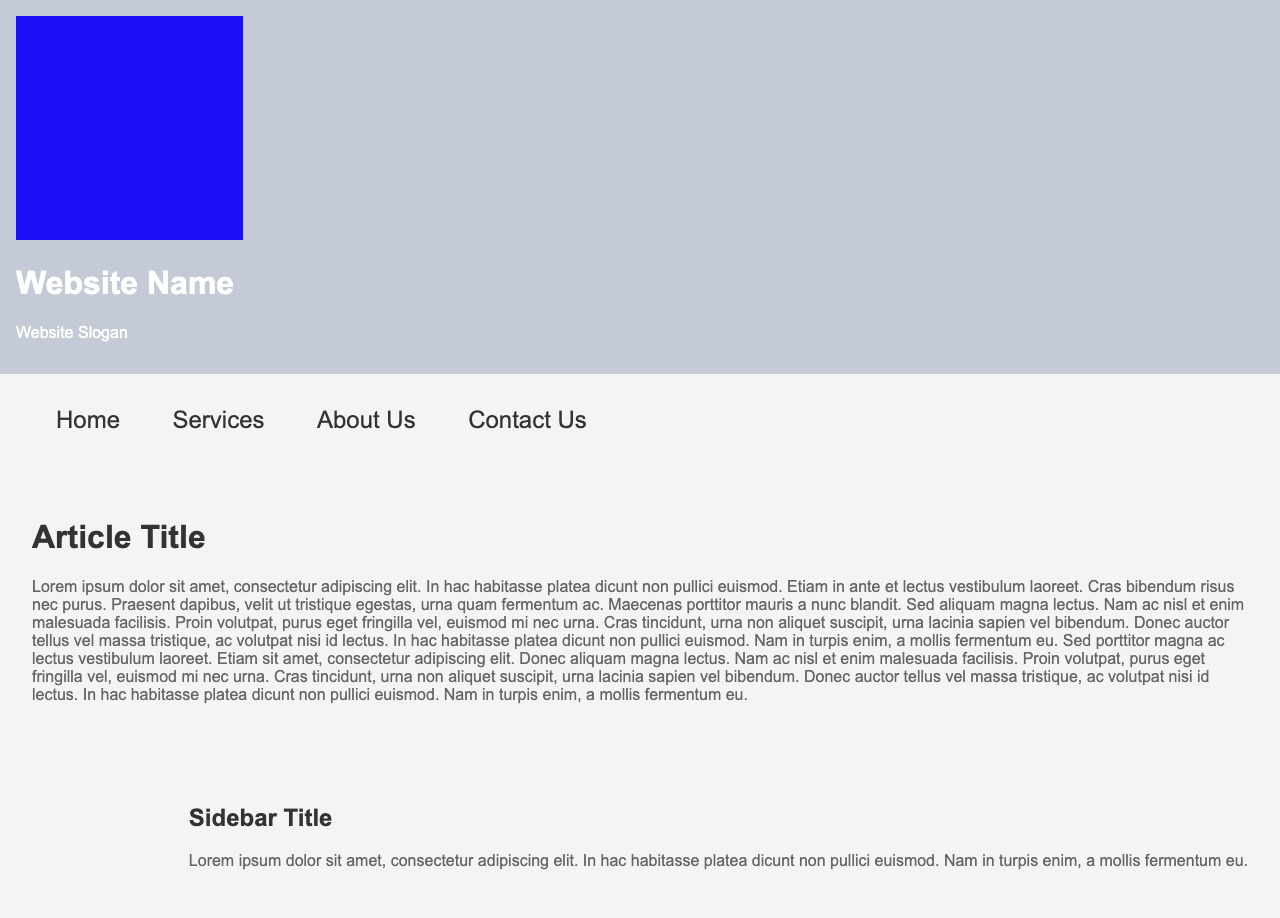 Website Name
Website Slogan
Home Services About Us Contact Us
Article Title
Lorem ipsum dolor sit amet, consectetur adipiscing elit. In hac habitasse platea dicunt non pullici euismod. Etiam in ante et lectus vestibulum laoreet. Cras bibendum risus
nec purus. Praesent dapibus, velit ut tristique egestas, urna quam fermentum ac. Maecenas porttitor mauris a nunc blandit. Sed aliquam magna lectus. Nam ac nisl et enim
malesuada facilisis. Proin volutpat, purus eget fringilla vel, euismod mi nec urna. Cras tincidunt, urna non aliquet suscipit, urna lacinia sapien vel bibendum. Donec auctor
tellus vel massa tristique, ac volutpat nisi id lectus. In hac habitasse platea dicunt non pullici euismod. Nam in turpis enim, a mollis fermentum eu. Sed porttitor magna ac
lectus vestibulum laoreet. Etiam sit amet, consectetur adipiscing elit. Donec aliquam magna lectus. Nam ac nisl et enim malesuada facilisis. Proin volutpat, purus eget
fringilla vel, euismod mi nec urna. Cras tincidunt, urna non aliquet suscipit, urna lacinia sapien vel bibendum. Donec auctor tellus vel massa tristique, ac volutpat nisi id
lectus. In hac habitasse platea dicunt non pullici euismod. Nam in turpis enim, a mollis fermentum eu.
Sidebar Title
Lorem ipsum dolor sit amet, consectetur adipiscing elit. In hac habitasse platea dicunt non pullici euismod. Nam in turpis enim, a mollis fermentum eu.